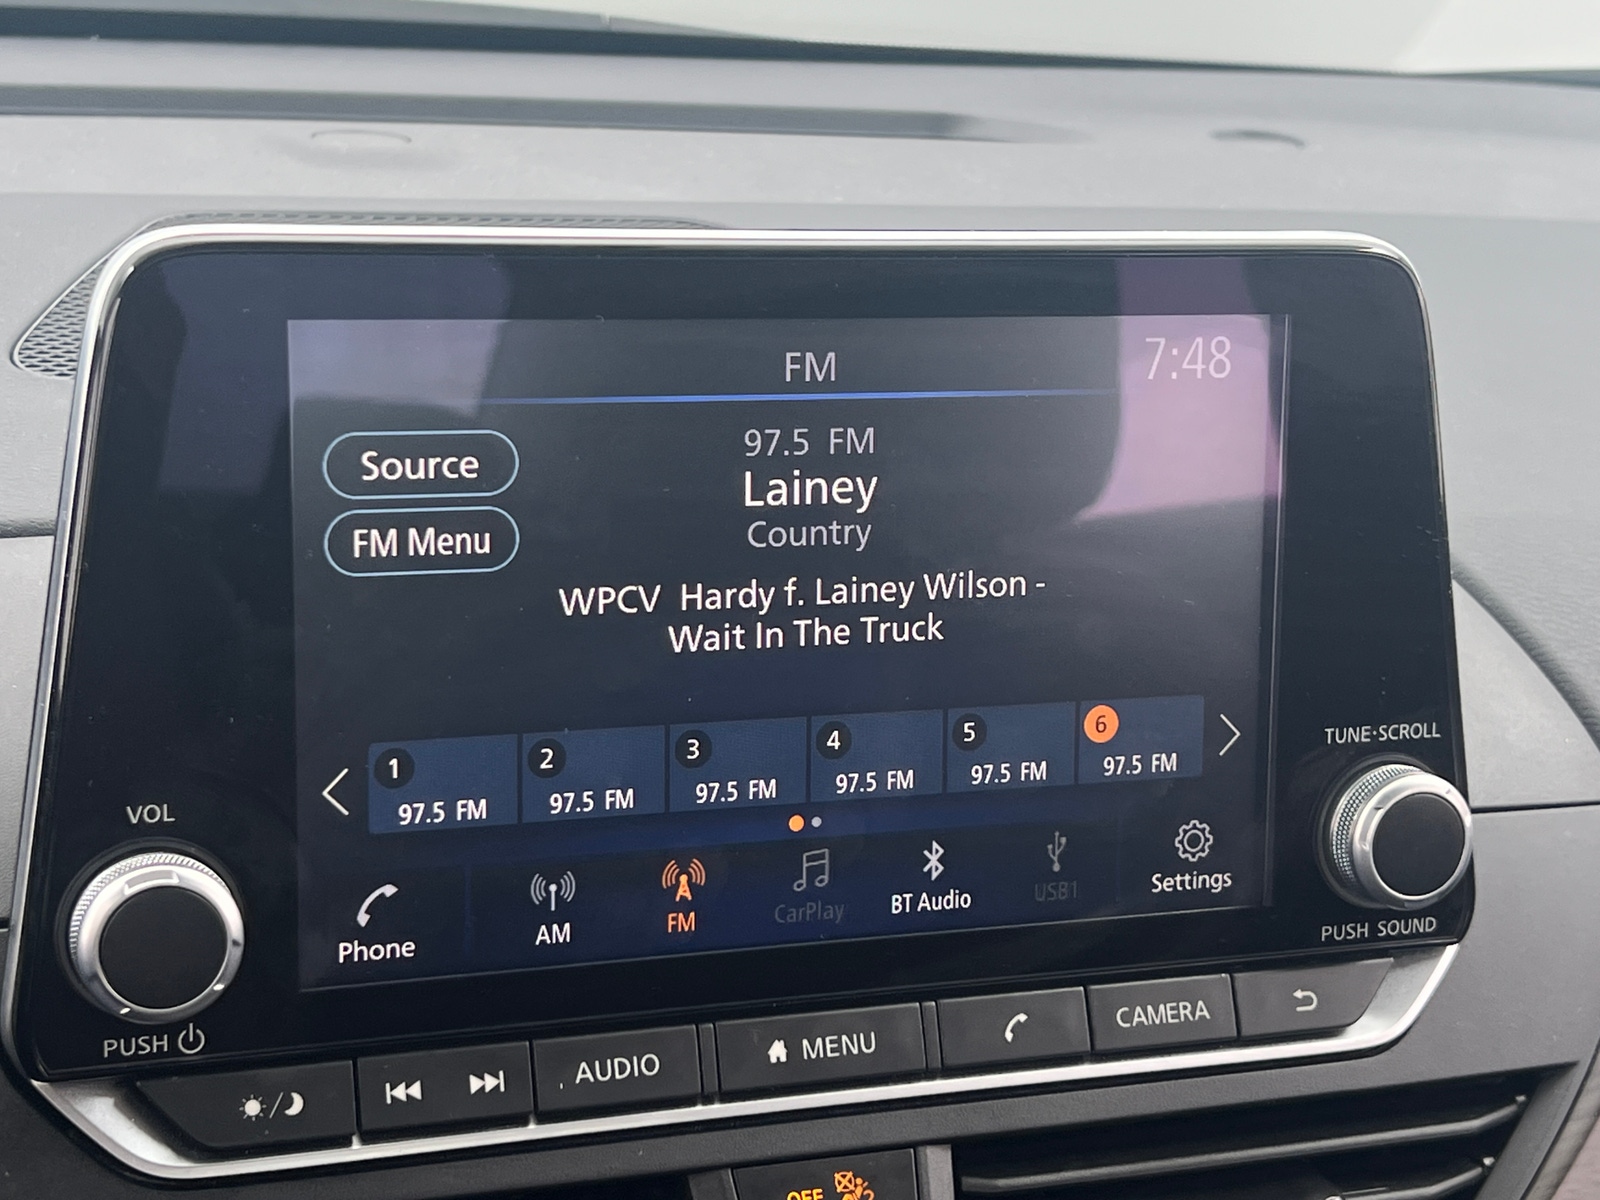 FM
7:48
Source
FM Menu
97.5 FM
Lainey
Country
WPCV Hardy f. Lainey Wilson -
Wait In The Truck
1
97.5 FM
2
97.5 FM
3
97.5 FM
4
97.5 FM
5
97.5 FM
6
97.5 FM
Phone
AM
FM
CarPlay
BT Audio
USB1
Settings
VOL
PUSH
TUNE·SCROLL
PUSH SOUND
AUDIO
MENU
CAMERA
OFF
2